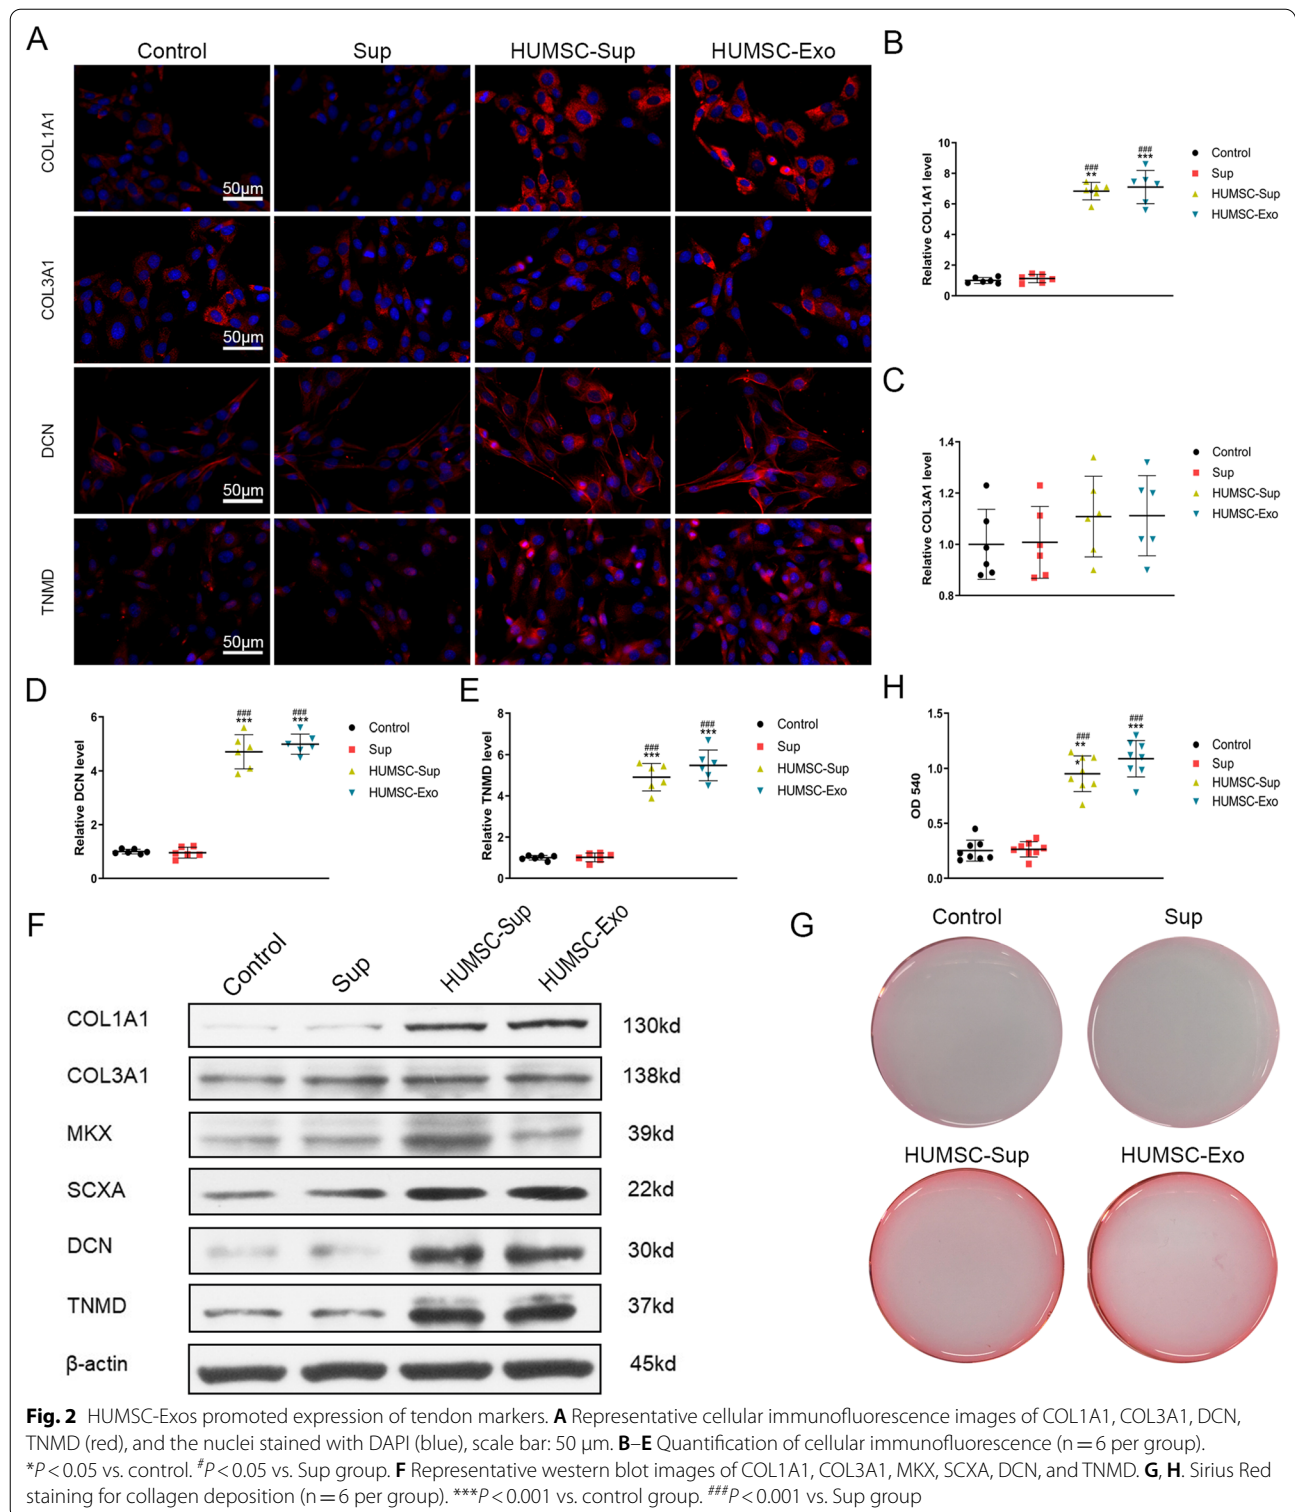 A
Control
Sup
HUMSC-Sup
HUMSC-Exo
COL1A1
50µm
COL3A1
50µm
DCN
50µm
TNMD
50µm
B
Relative COL1A1 level
10
8
6
4
2
0
###
**
###
***
Control
Sup
HUMSC-Sup
HUMSC-Exo
C
Relative COL3A1 level
1.4
1.2
1.0
0.8
Control
Sup
HUMSC-Sup
HUMSC-Exo
D
Relative DCN level
6
4
2
0
###
***
###
***
Control
Sup
HUMSC-Sup
HUMSC-Exo
E
Relative TNMD level
8
6
4
2
0
###
***
###
***
Control
Sup
HUMSC-Sup
HUMSC-Exo
H
OD 540
1.5
1.0
0.5
0.0
###
**
*
###
***
Control
Sup
HUMSC-Sup
HUMSC-Exo
F
Control
Sup
HUMSC-Sup
HUMSC-Exo
COL1A1 130kd
COL3A1 138kd
MKX 39kd
SCXA 22kd
DCN 30kd
TNMD 37kd
β-actin 45kd
G
Control
Sup
HUMSC-Sup
HUMSC-Exo
Fig. 2 HUMSC-Exos promoted expression of tendon markers. A Representative cellular immunofluorescence images of COL1A1, COL3A1, DCN,
TNMD (red), and the nuclei stained with DAPI (blue), scale bar: 50 µm. B–E Quantification of cellular immunofluorescence (n = 6 per group).
*P < 0.05 vs. control. #P < 0.05 vs. Sup group. F Representative western blot images of COL1A1, COL3A1, MKX, SCXA, DCN, and TNMD. G, H. Sirius Red
staining for collagen deposition (n = 6 per group). ***P < 0.001 vs. control group. ###P < 0.001 vs. Sup group